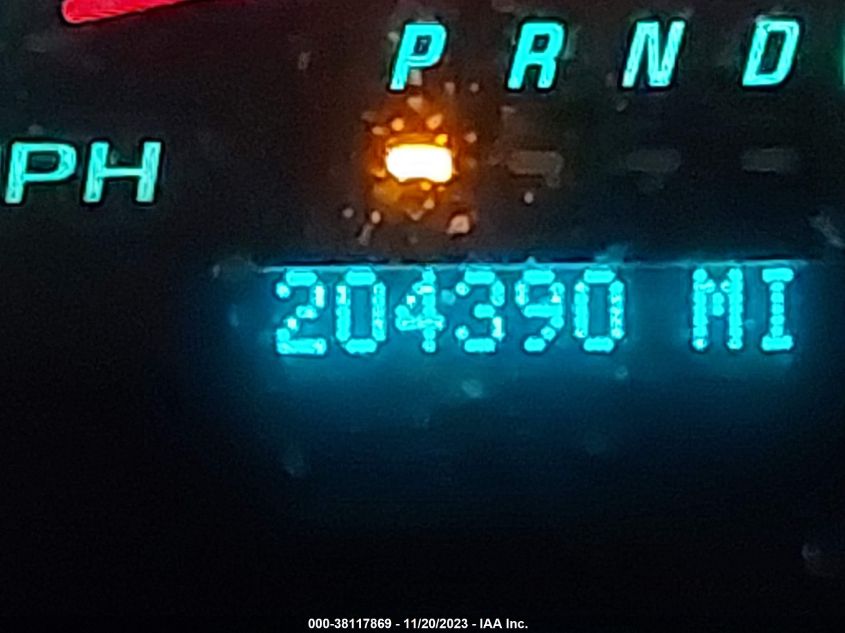 P R N D
PH
204390 MI
000-38117869 - 11/20/2023 - IAA Inc.